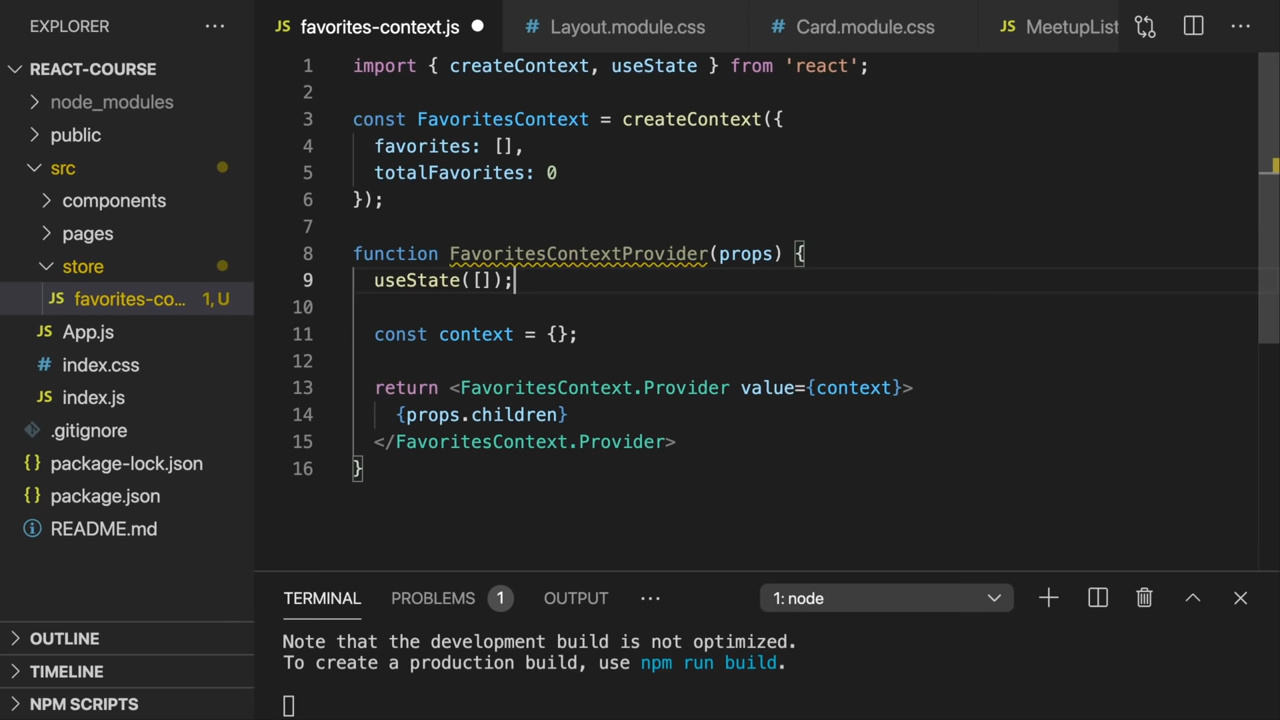 EXPLORER ...
REACT-COURSE
node_modules
public
src
components
pages
store
JS favorites-co... 1, U
JS App.js
# index.css
JS index.js
.gitignore
{} package-lock.json
{} package.json
README.md
OUTLINE
TIMELINE
NPM SCRIPTS
JS favorites-context.js
# Layout.module.css
# Card.module.css
JS MeetupList
1 import { createContext, useState } from 'react';
2
3 const FavoritesContext = createContext({
4 favorites: [],
5 totalFavorites: 0
6 });
7
8 function FavoritesContextProvider(props) {
9 useState([]);
10
11 const context = {};
12
13 return <FavoritesContext.Provider value={context}>
14 {props.children}
15 </FavoritesContext.Provider>
16 }
TERMINAL PROBLEMS 1 OUTPUT ... 1: node
Note that the development build is not optimized.
To create a production build, use npm run build.